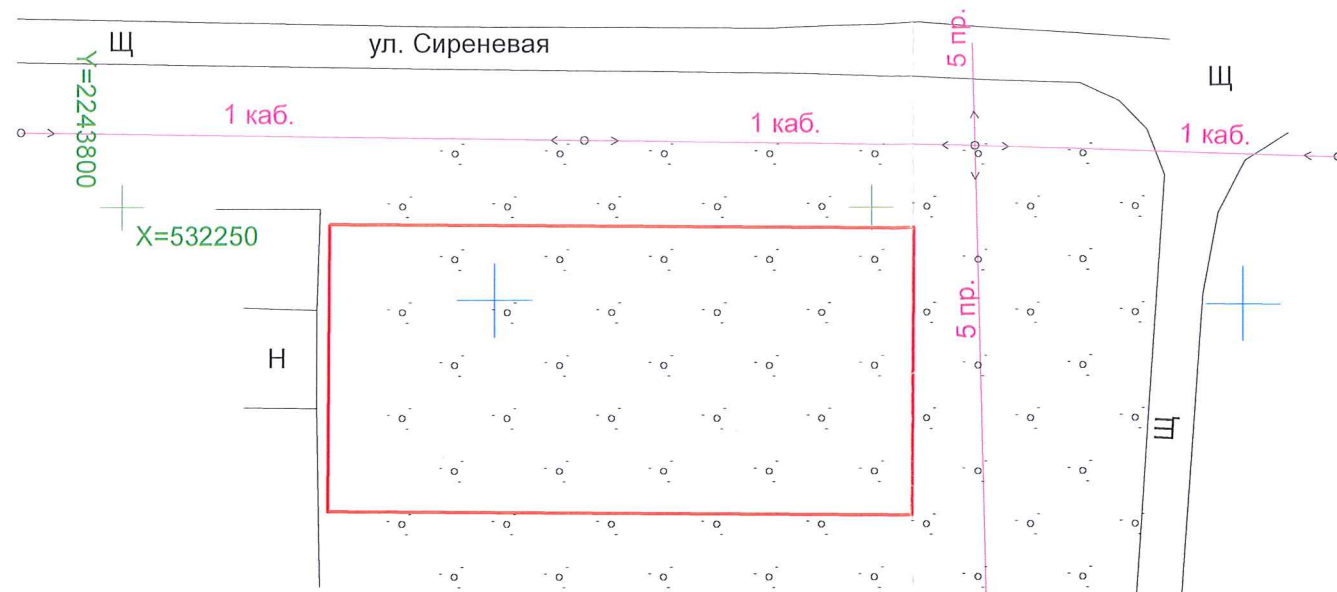 5 пр.
Щ
ул. Сиреневая
Щ
Y=2243800
1 каб.
1 каб.
1 каб.
X=532250
5 пр.
Н
Щ